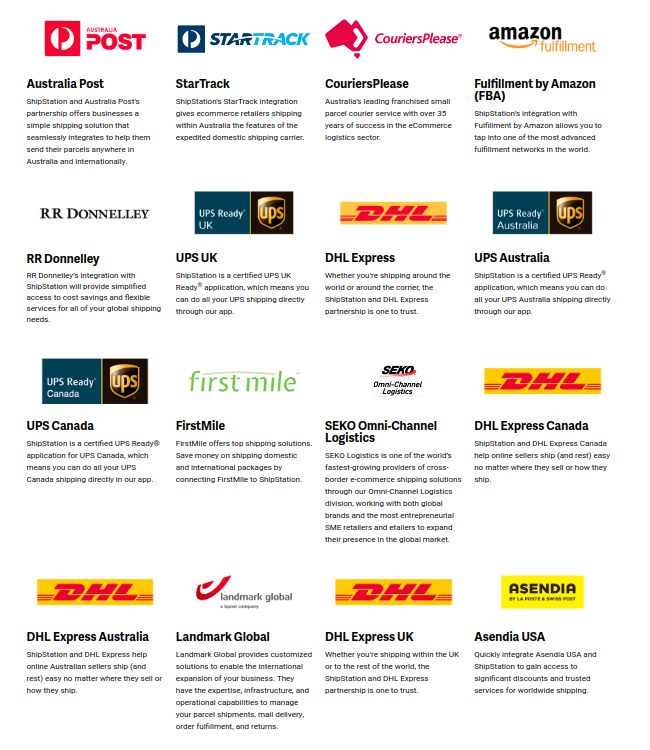 AUSTRALIA
POST
STARTRACK
CouriersPlease®
amazon
fulfillment
Australia Post
ShipStation and Australia Post's
partnership offers businesses a
simple shipping solution that
seamlessly integrates to help them
send their parcels anywhere in
Australia and internationally.
StarTrack
ShipStation's StarTrack integration
gives ecommerce retailers shipping
within Australia the features of the
expedited domestic shipping carrier.
CouriersPlease
Australia's leading franchised small
parcel courier service with over 35
years of success in the eCommerce
logistics sector.
Fulfillment by Amazon
(FBA)
ShipStation's integration with
Fulfillment by Amazon allows you to
tap into one of the most advanced
fulfillment networks in the world.
RR DONNELLEY
UPS Ready®
UK
ups
DHL
UPS Ready®
Australia
ups
RR Donnelley
RR Donnelley's integration with
ShipStation will provide simplified
access to cost savings and flexible
services for all of your global shipping
needs.
UPS UK
ShipStation is a certified UPS UK
Ready® application, which means you
can do all your UPS shipping directly
through our app.
DHL Express
Whether you're shipping around the
world or around the corner, the
ShipStation and DHL Express
partnership is one to trust.
UPS Australia
ShipStation is a certified UPS Ready®
application, which means you can do
all your UPS Australia shipping directly
through our app.
UPS Ready®
Canada
ups
firstmile™
SEKO
Omni-Channel
Logistics
DHL
UPS Canada
ShipStation is a certified UPS Ready®
application for UPS Canada, which
means you can do all your UPS
Canada shipping directly in our app.
FirstMile
FirstMile offers top shipping solutions.
Save money on shipping domestic
and international packages by
connecting FirstMile to ShipStation.
SEKO Omni-Channel
Logistics
SEKO Logistics is one of the world's
fastest-growing providers of cross-
border e-commerce shipping solutions
through our Omni-Channel Logistics
division, working with both global
brands and the most entrepreneurial
SME retailers and etailers to expand
their presence in the global market.
DHL Express Canada
ShipStation and DHL Express Canada
help online sellers ship (and rest) easy
no matter where they sell or how they
ship.
DHL
landmark global
a bpost company
DHL
ASENDIA
BY LA POSTE & SWISS POST
DHL Express Australia
ShipStation and DHL Express help
online Australian sellers ship (and
rest) easy no matter where they sell or
how they ship.
Landmark Global
Landmark Global provides customized
solutions to enable the international
expansion of your business. They
have the expertise, infrastructure, and
operational capabilities to manage
your parcel shipments, mail delivery,
order fulfillment, and returns.
DHL Express UK
Whether you're shipping within the UK
or to the rest of the world, the
ShipStation and DHL Express
partnership is one to trust.
Asendia USA
Quickly integrate Asendia USA and
ShipStation to gain access to
significant discounts and trusted
services for worldwide shipping.